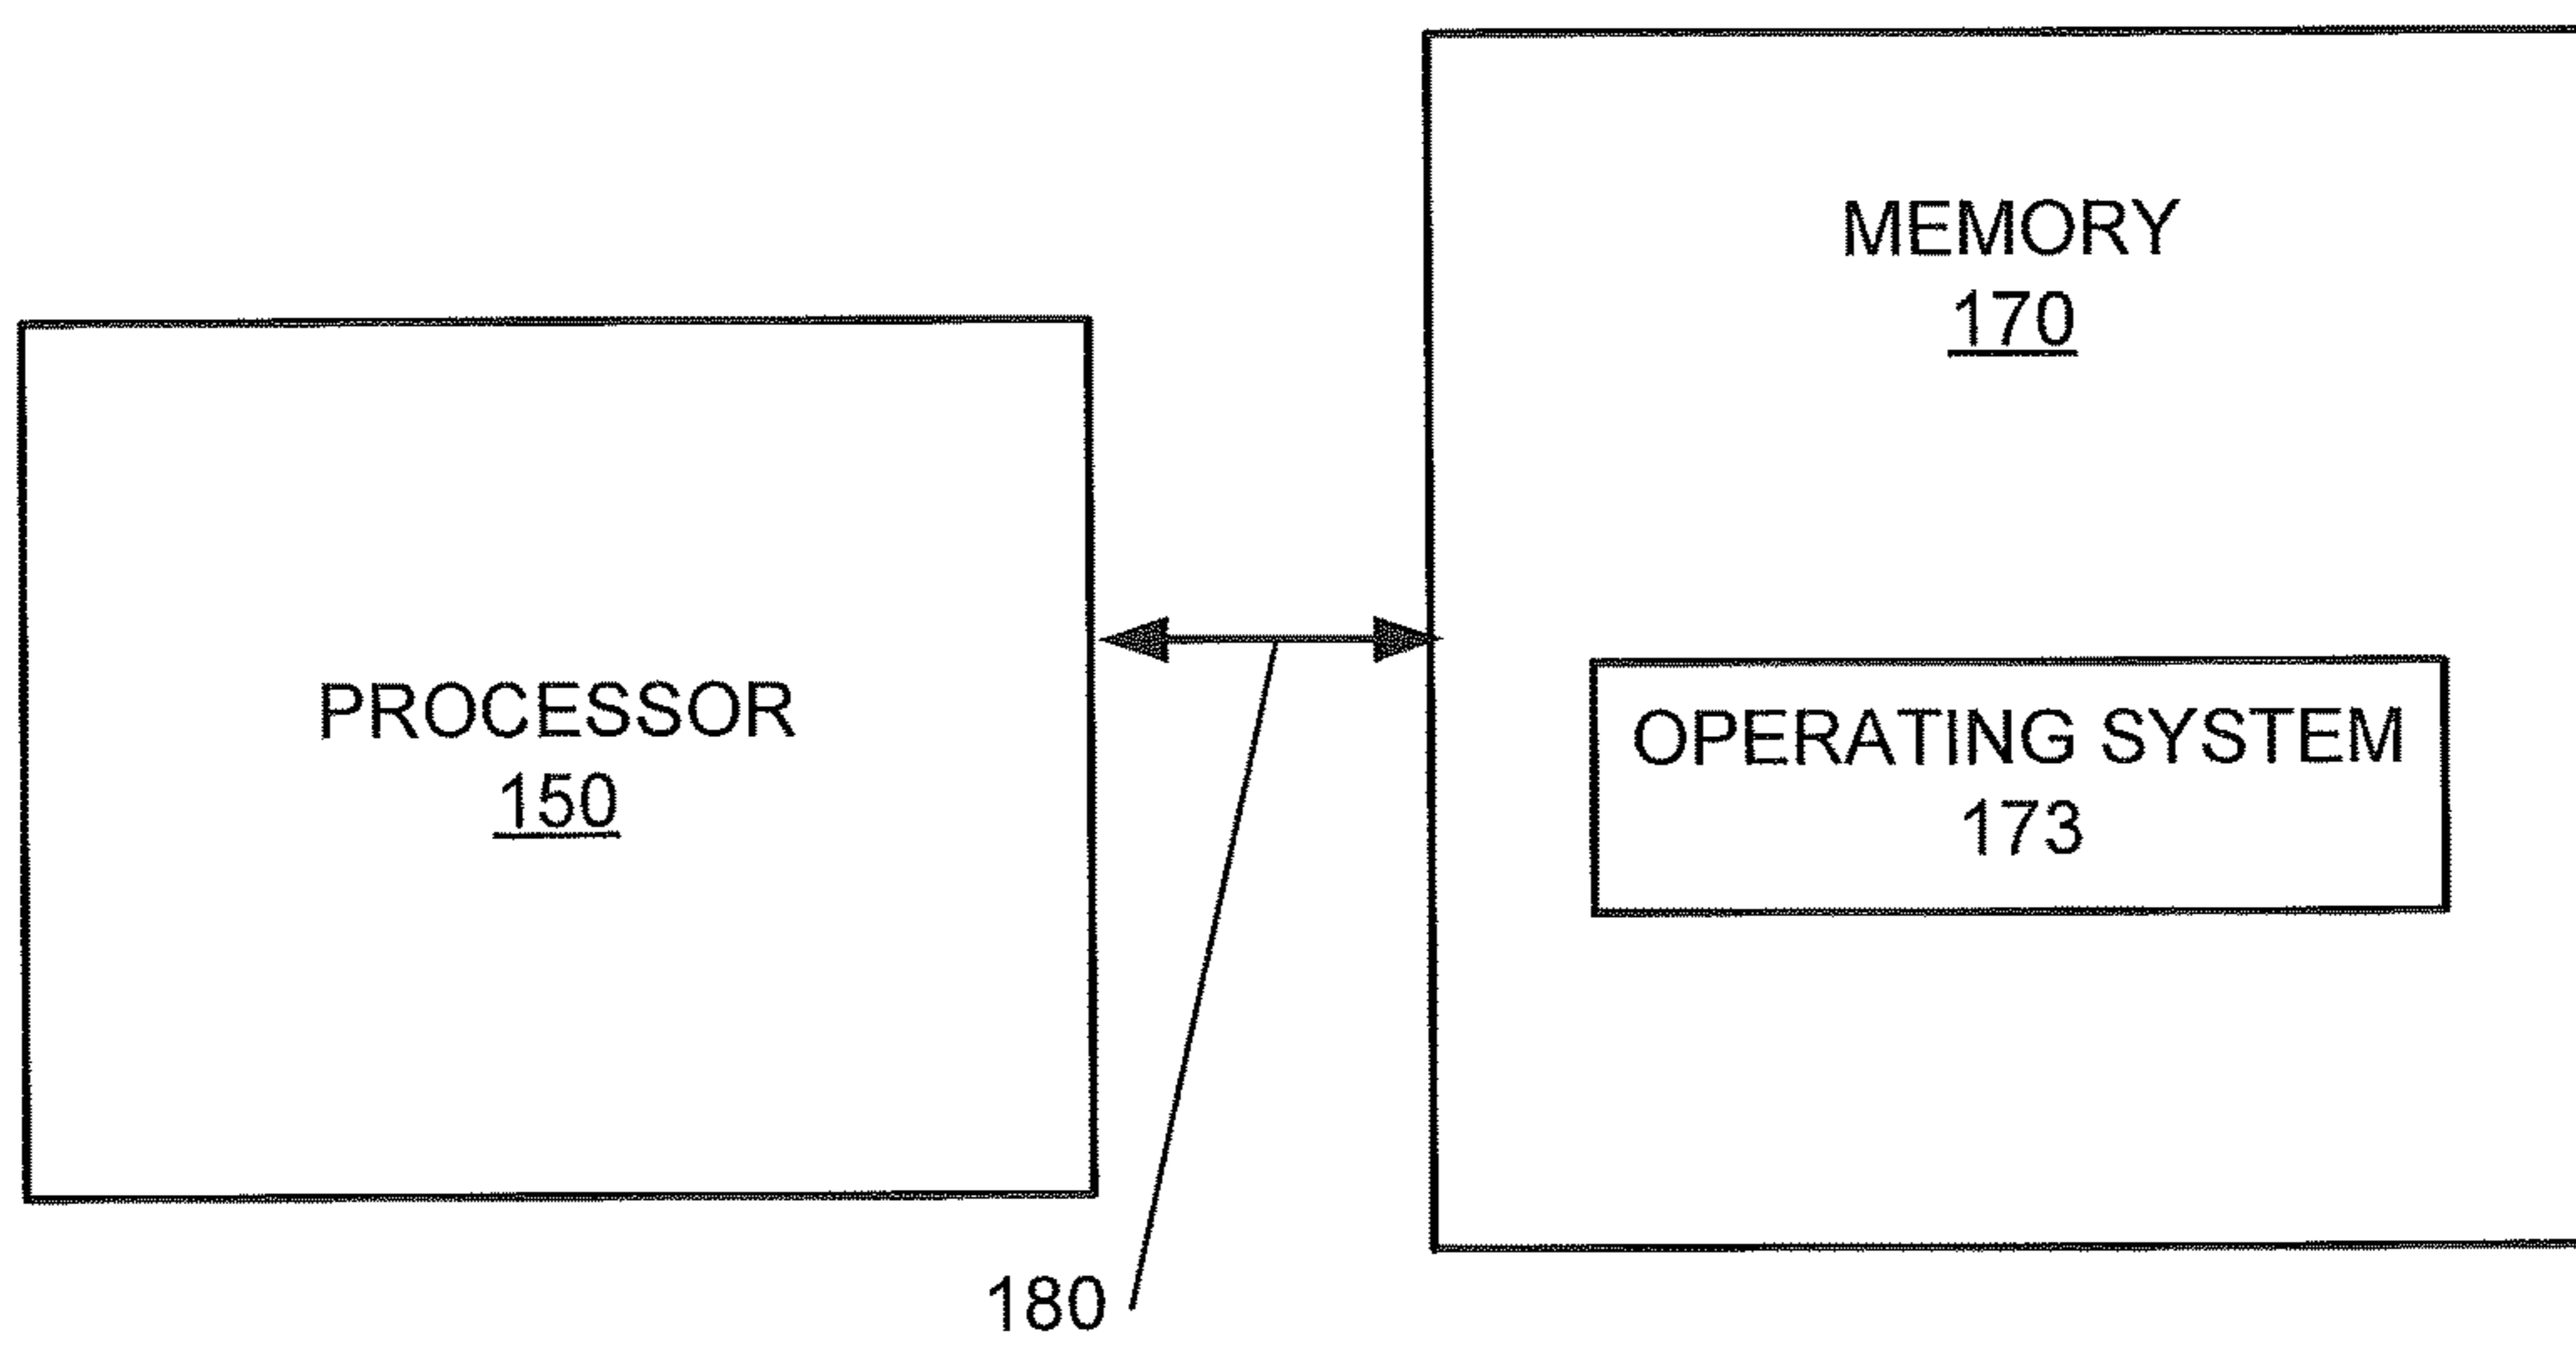 MEMORY
170
PROCESSOR
150
OPERATING SYSTEM
173
180